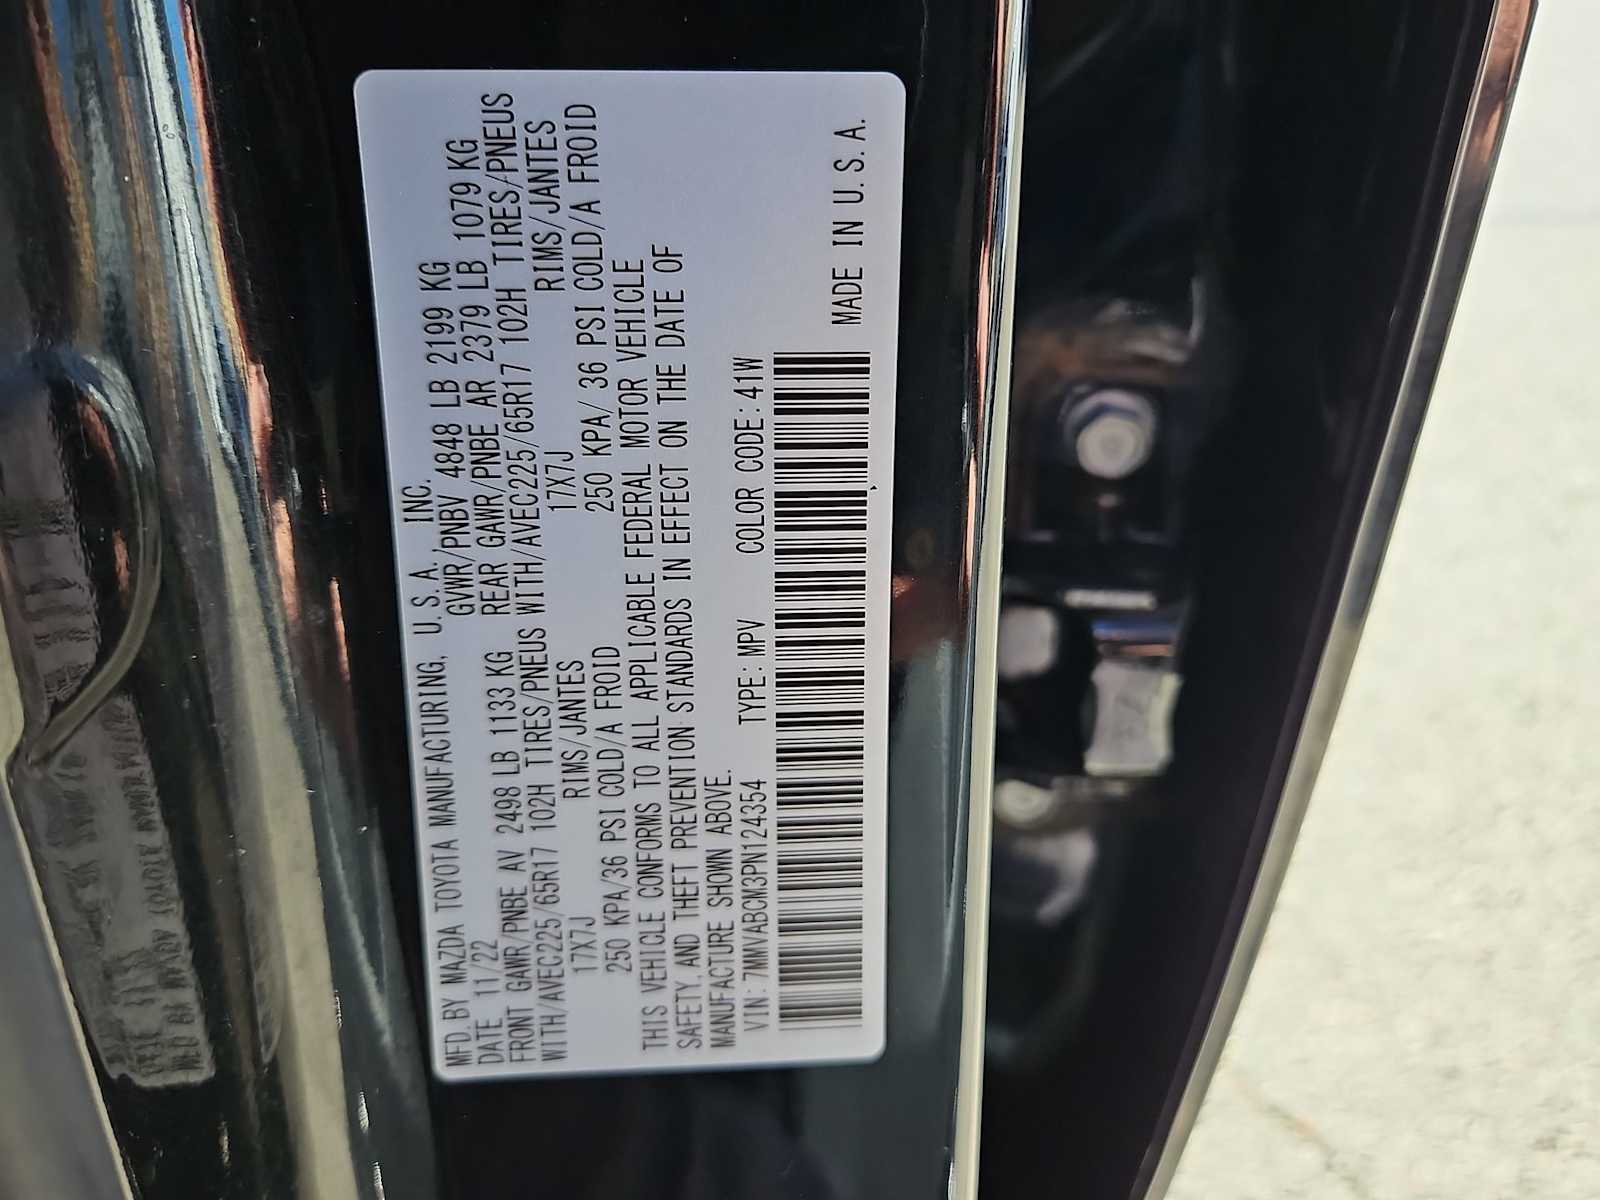 MFD. BY MAZDA TOYOTA MANUFACTURING, U.S.A., INC.
DATE 11/22 GVWR/PNBV 4848 LB 2199 KG
FRONT GAWR/PNBE AV 2498 LB 1133 KG REAR GAWR/PNBE AR 2379 LB 1079 KG
WITH/AVEC225/65R17 102H TIRES/PNEUS WITH/AVEC225/65R17 102H TIRES/PNEUS
17X7J RIMS/JANTES 17X7J RIMS/JANTES
250 KPA/36 PSI COLD/A FROID 250 KPA/ 36 PSI COLD/A FROID
THIS VEHICLE CONFORMS TO ALL APPLICABLE FEDERAL MOTOR VEHICLE
SAFETY, AND THEFT PREVENTION STANDARDS IN EFFECT ON THE DATE OF
MANUFACTURE SHOWN ABOVE.
VIN: 7MMVABCM3PN124354 TYPE: MPV COLOR CODE: 41W
MADE IN U.S.A.